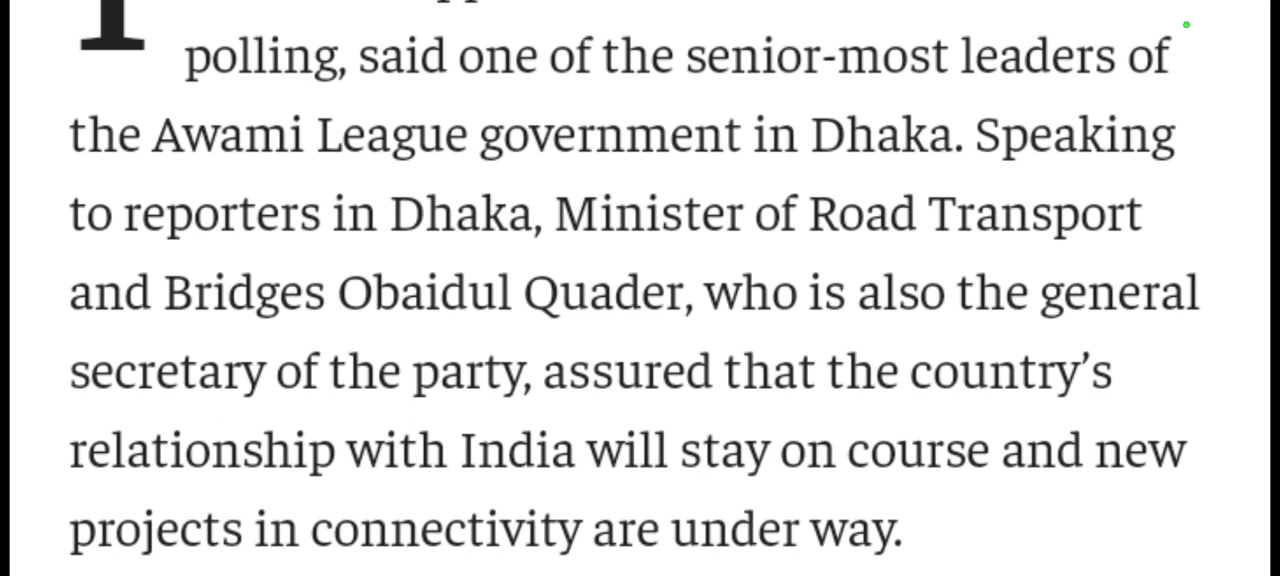 polling, said one of the senior-most leaders of
the Awami League government in Dhaka. Speaking
to reporters in Dhaka, Minister of Road Transport
and Bridges Obaidul Quader, who is also the general
secretary of the party, assured that the country’s
relationship with India will stay on course and new
projects in connectivity are under way.